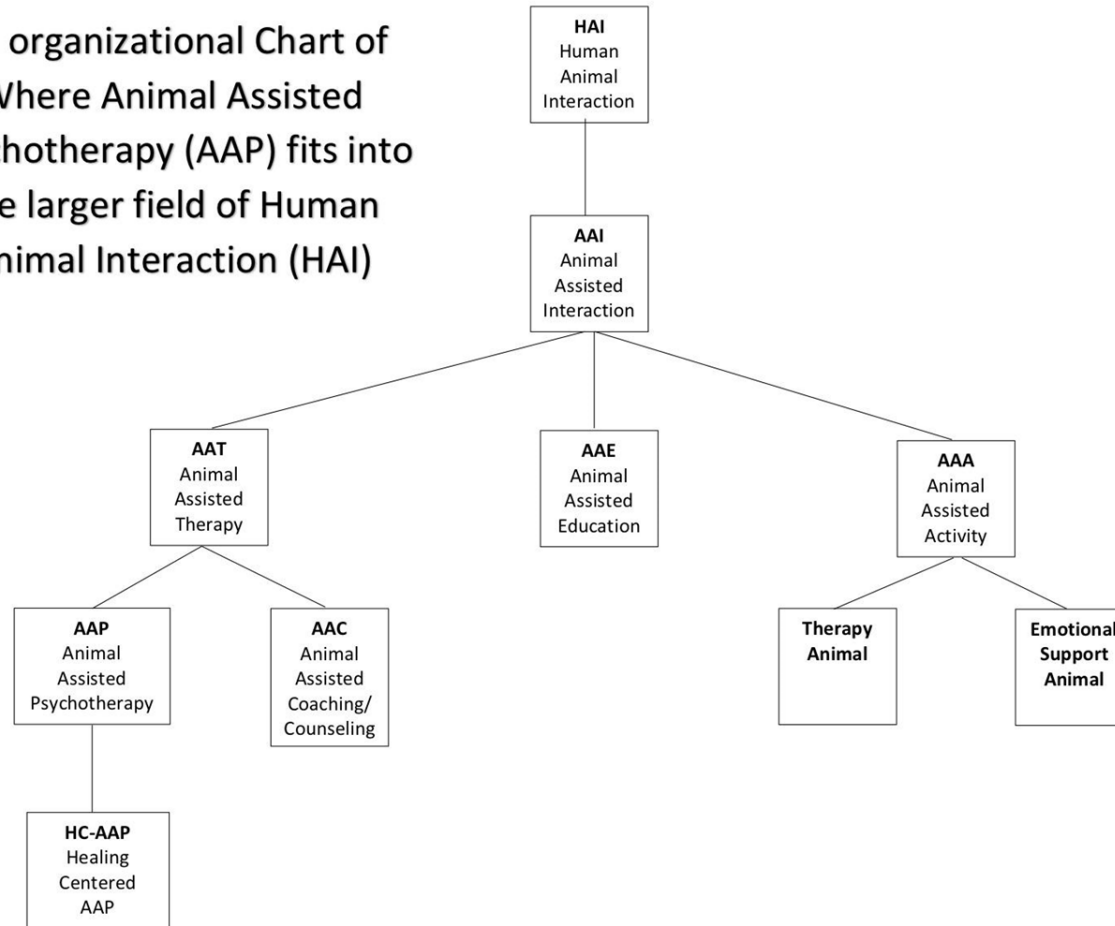 organizational Chart of
Where Animal Assisted
chotherapy (AAP) fits into
e larger field of Human
nimal Interaction (HAI)
HAI
Human
Animal
Interaction
AAI
Animal
Assisted
Interaction
AAT
Animal
Assisted
Therapy
AAE
Animal
Assisted
Education
AAA
Animal
Assisted
Activity
AAP
Animal
Assisted
Psychotherapy
AAC
Animal
Assisted
Coaching/
Counseling
Therapy
Animal
Emotional
Support
Animal
HC-AAP
Healing
Centered
AAP